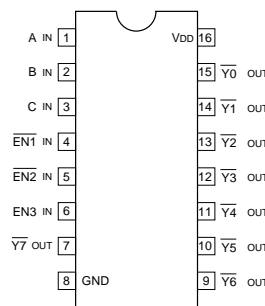 A IN 1 VDD 16
B IN 2 15 Y0 OUT
C IN 3 14 Y1 OUT
EN1 IN 4 13 Y2 OUT
EN2 IN 5 12 Y3 OUT
EN3 IN 6 11 Y4 OUT
Y7 OUT 7 10 Y5 OUT
8 GND 9 Y6 OUT